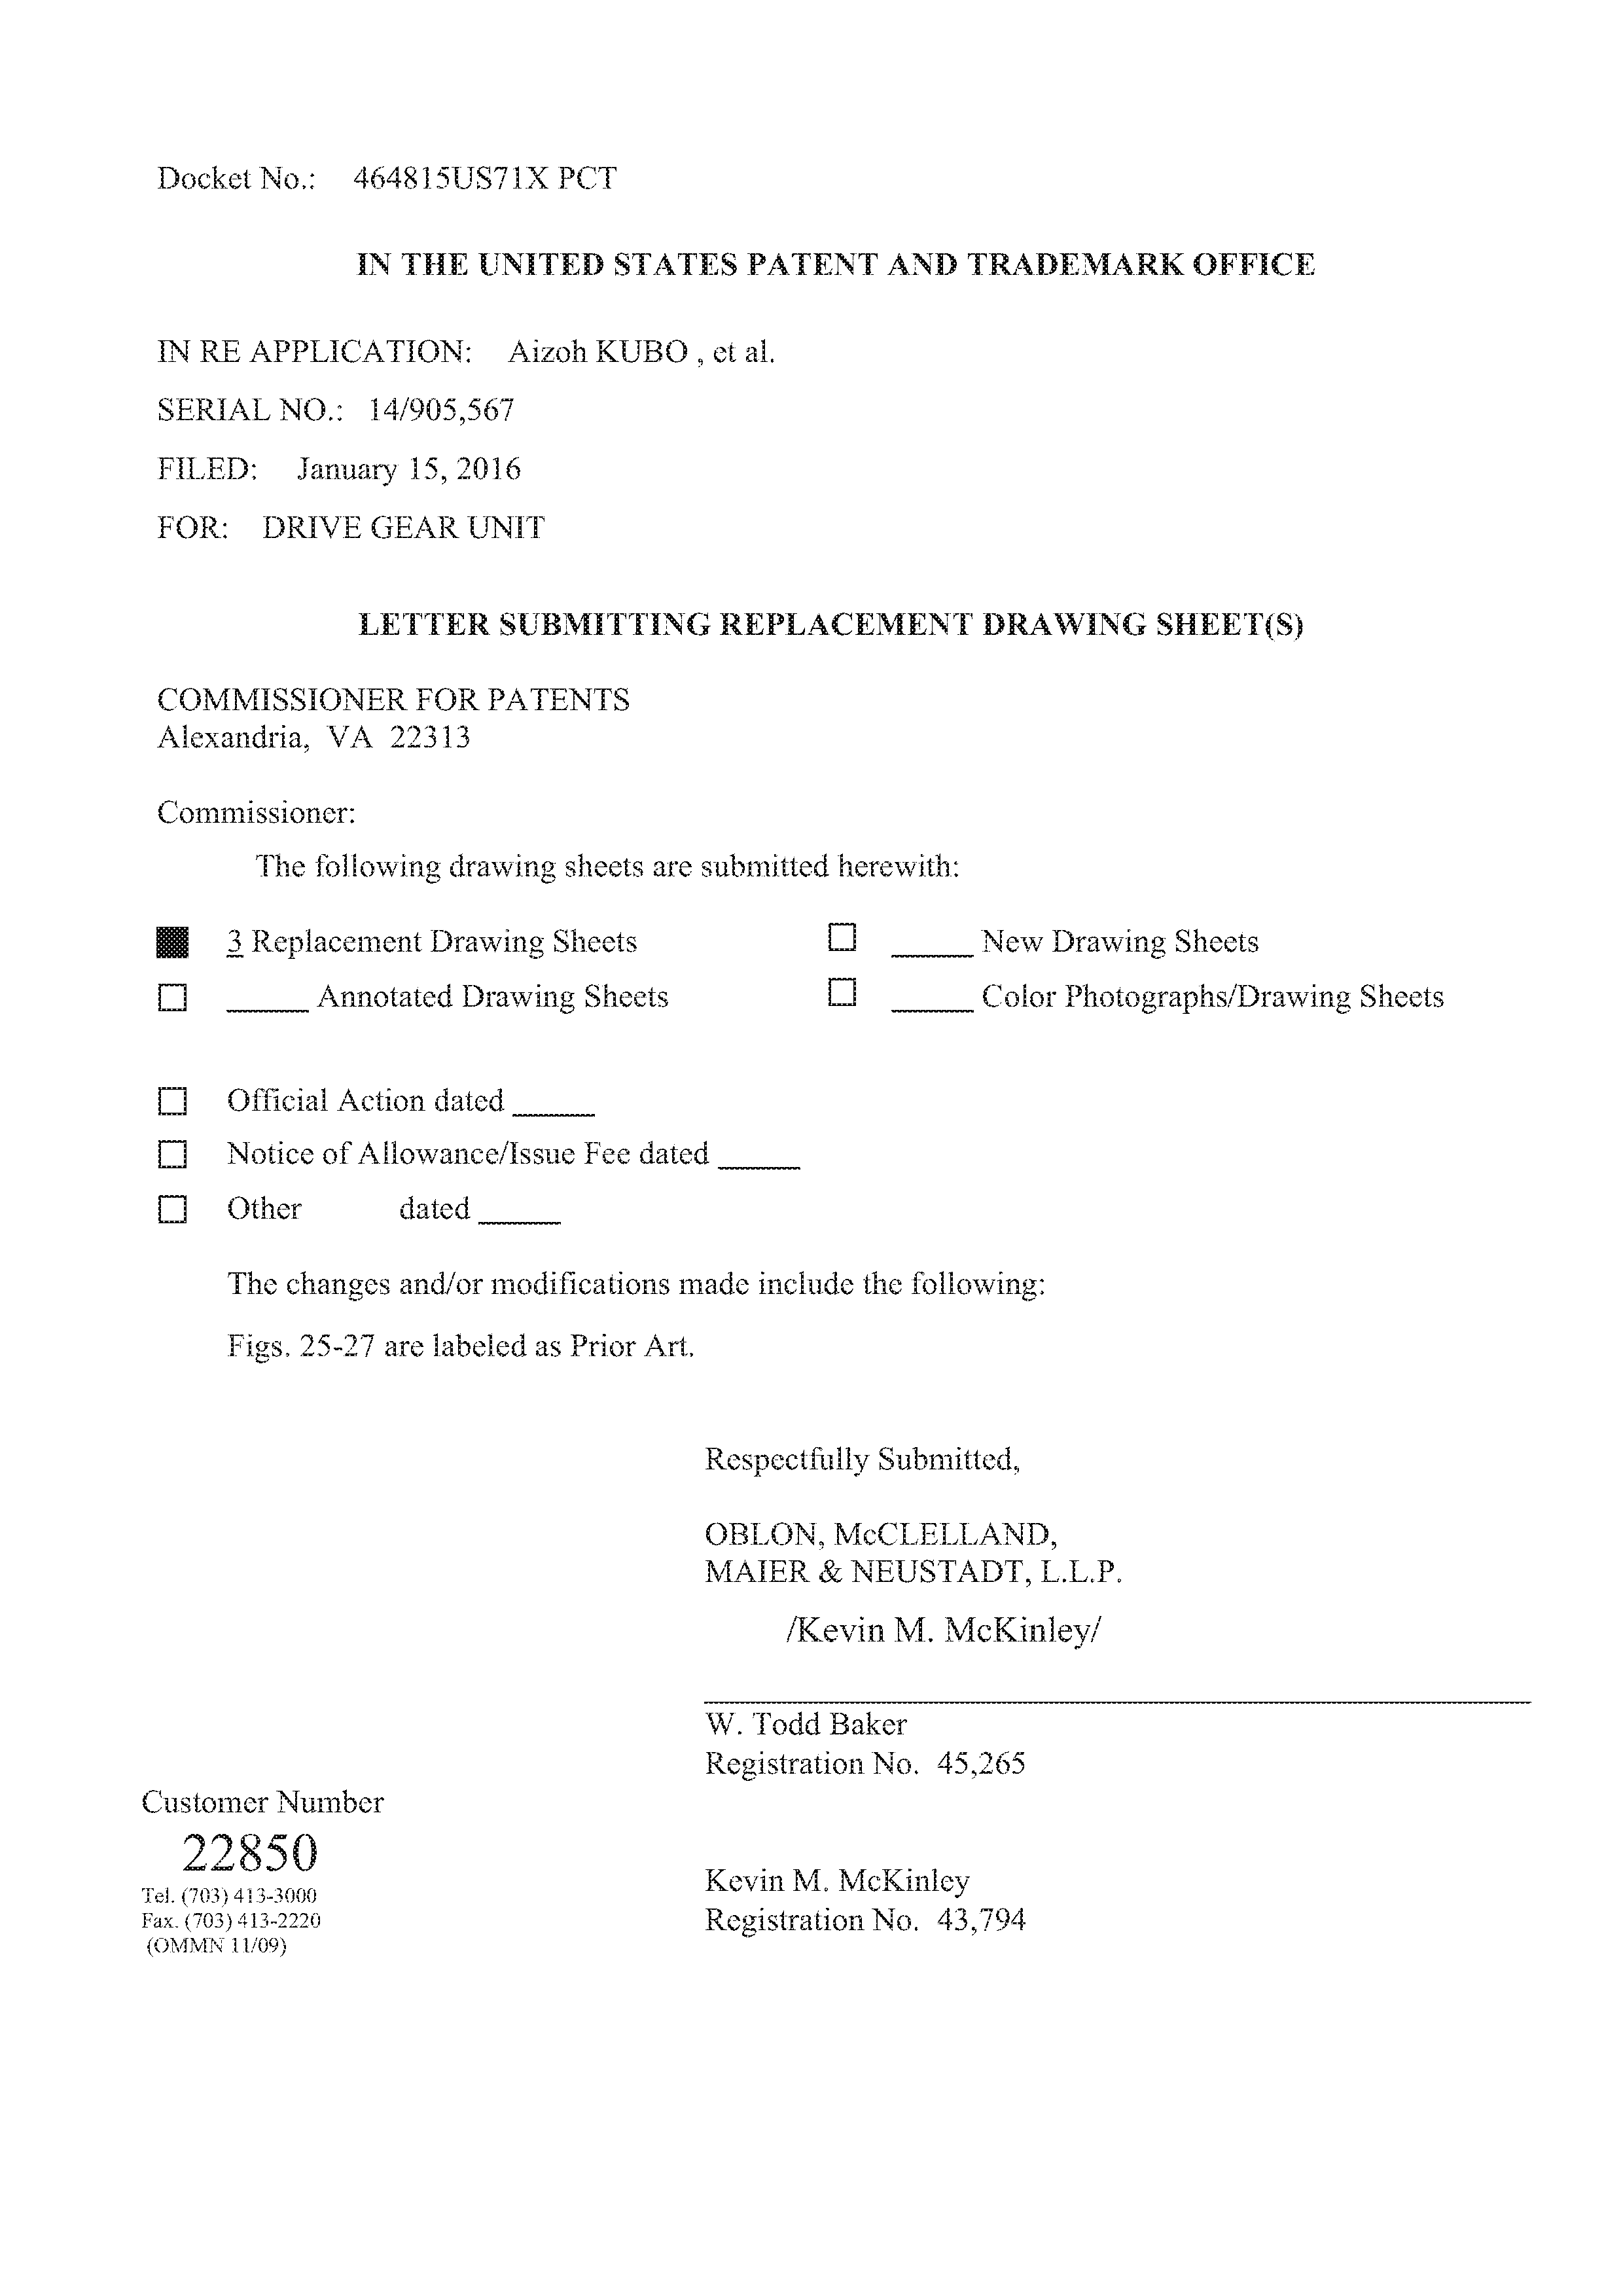 Docket No.: 464815US71X PCT
IN THE UNITED STATES PATENT AND TRADEMARK OFFICE
IN RE APPLICATION: Aizoh KUBO , et al.
SERIAL NO.: 14/905,567
FILED: January 15, 2016
FOR: DRIVE GEAR UNIT
LETTER SUBMITTING REPLACEMENT DRAWING SHEET(S)
COMMISSIONER FOR PATENTS
Alexandria, VA 22313
Commissioner:
The following drawing sheets are submitted herewith:
3 Replacement Drawing Sheets
_____ New Drawing Sheets
_____ Annotated Drawing Sheets
_____ Color Photographs/Drawing Sheets
Official Action dated _____
Notice of Allowance/Issue Fee dated _____
Other dated _____
The changes and/or modifications made include the following:
Figs. 25-27 are labeled as Prior Art.
Respectfully Submitted,
OBLON, McCLELLAND,
MAIER & NEUSTADT, L.L.P.
/Kevin M. McKinley/
W. Todd Baker
Registration No. 45,265
Customer Number
22850
Tel. (703) 413-3000
Fax. (703) 413-2220
(OMMN 11/09)
Kevin M. McKinley
Registration No. 43,794